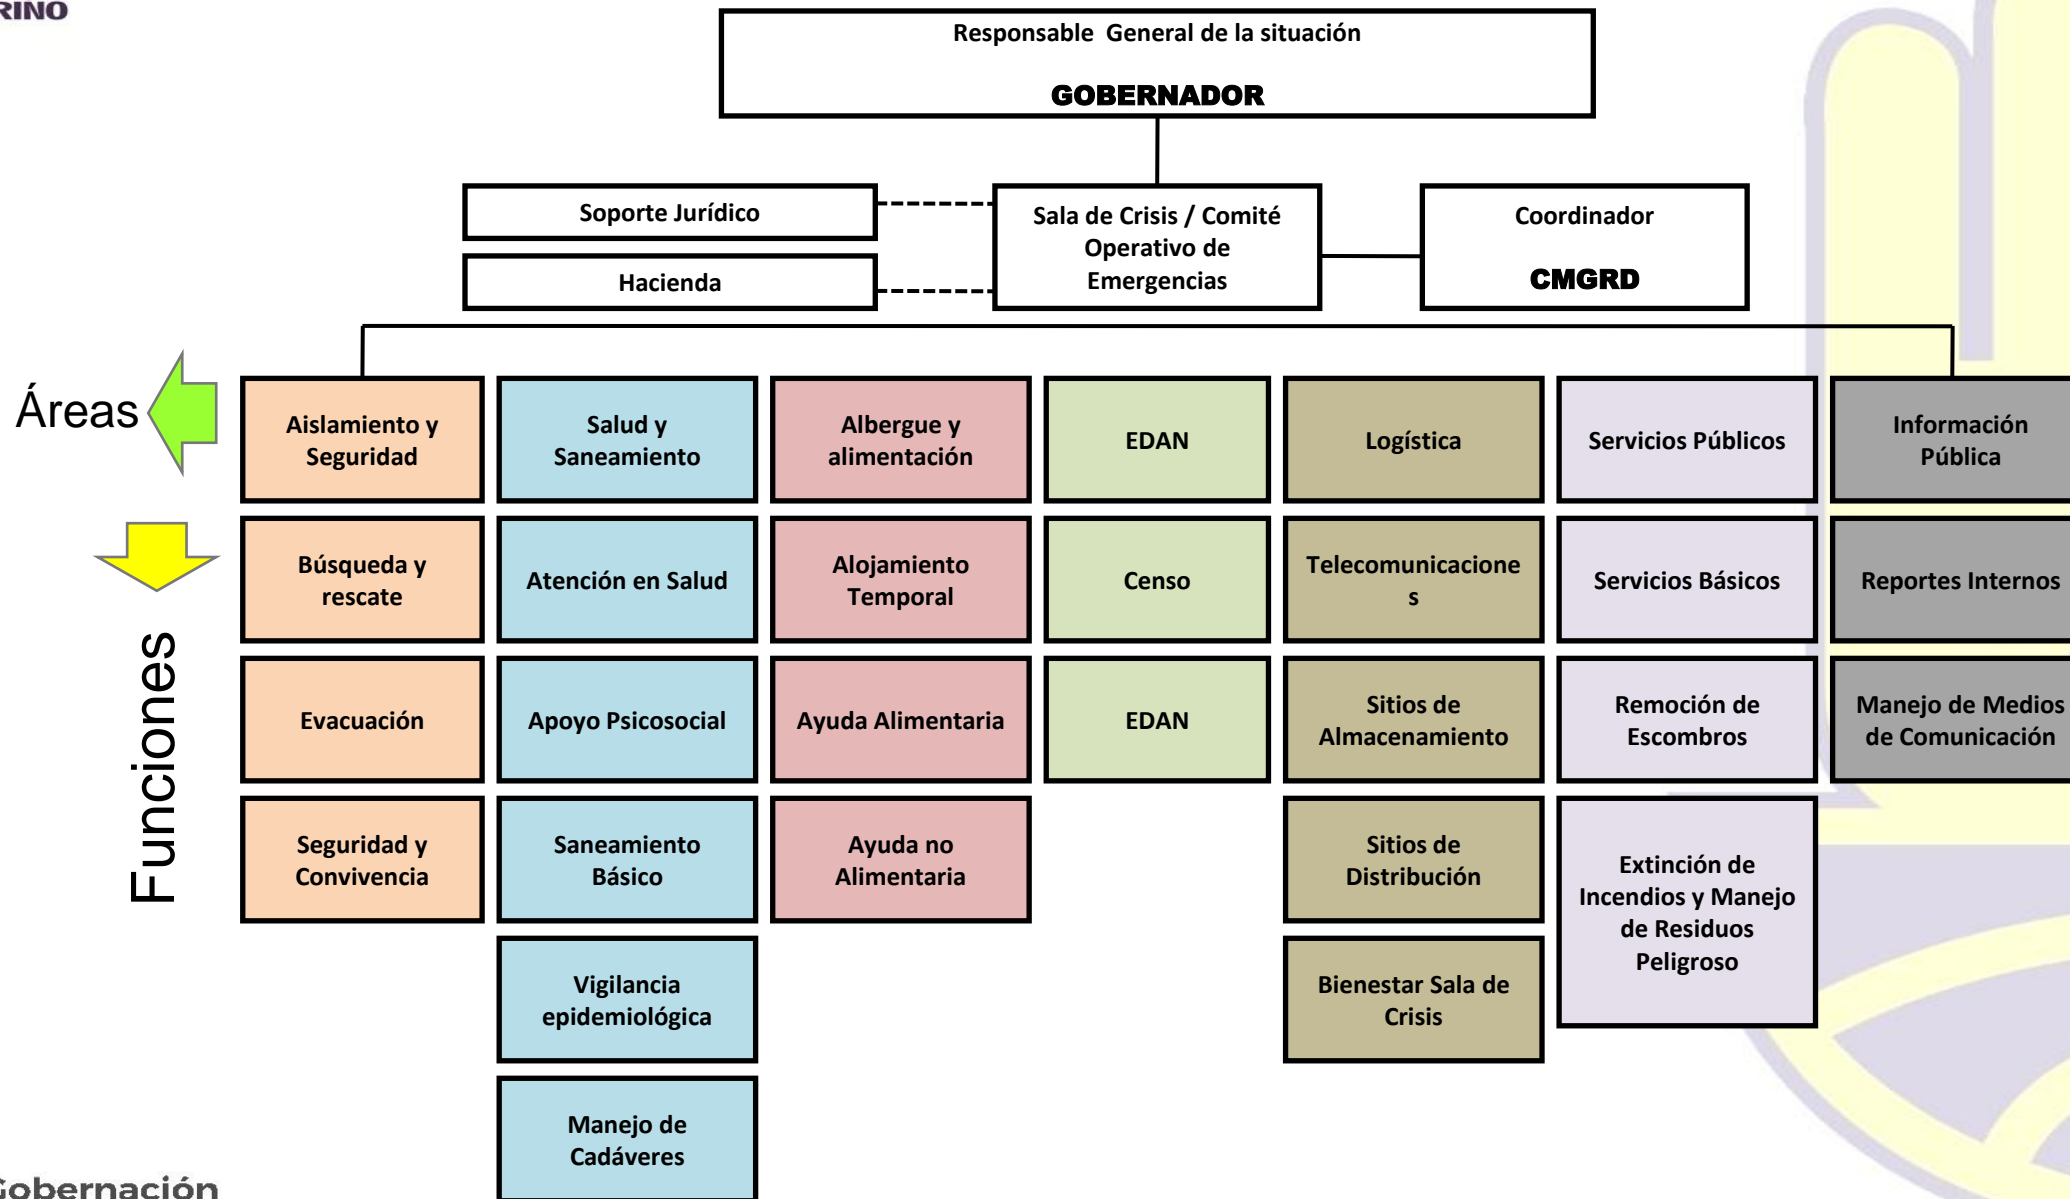 RINO
Responsable General de la situación
GOBERNADOR
Soporte Jurídico
Hacienda
Sala de Crisis / Comité
Operativo de
Emergencias
Coordinador
CMGRD
Áreas
Aislamiento y
Seguridad
Salud y
Saneamiento
Albergue y
alimentación
EDAN
Logística
Servicios Públicos
Información
Pública
Funciones
Búsqueda y
rescate
Atención en Salud
Alojamiento
Temporal
Censo
Telecomunicacione
s
Servicios Básicos
Reportes Internos
Evacuación
Apoyo Psicosocial
Ayuda Alimentaria
EDAN
Sitios de
Almacenamiento
Remoción de
Escombros
Manejo de Medios
de Comunicación
Seguridad y
Convivencia
Saneamiento
Básico
Ayuda no
Alimentaria
Sitios de
Distribución
Extinción de
Incendios y Manejo
de Residuos
Peligroso
Vigilancia
epidemiológica
Bienestar Sala de
Crisis
Manejo de
Cadáveres
Gobernación